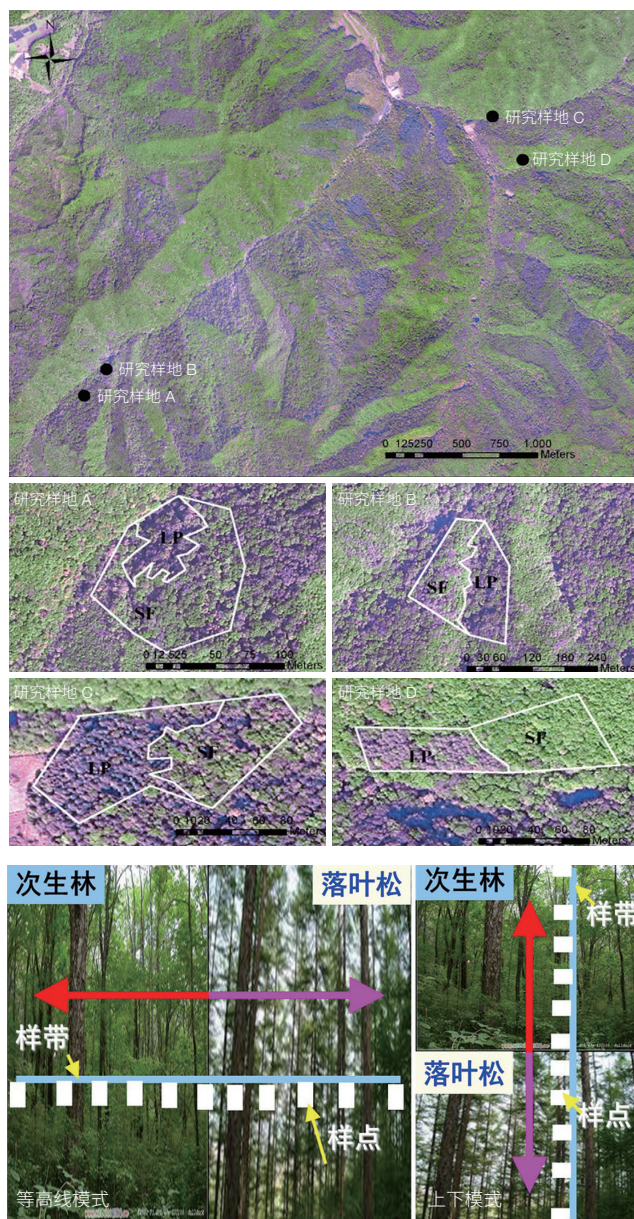 N
研究样地 C
研究样地 D
研究样地 B
研究样地 A
0 125250 500 750 1,000
Meters
研究样地 A
LP
SF
0 12.525 50 75 100
Meters
研究样地 B
SF
LP
0 30 60 120 180 240
Meters
研究样地 C
LP
SF
0 1020 40 60 80
Meters
研究样地 D
LP
SF
0 1020 40 60 80
Meters
次生林
落叶松
样带
样点
等高线模式
次生林
样带
落叶松
样点
上下模式